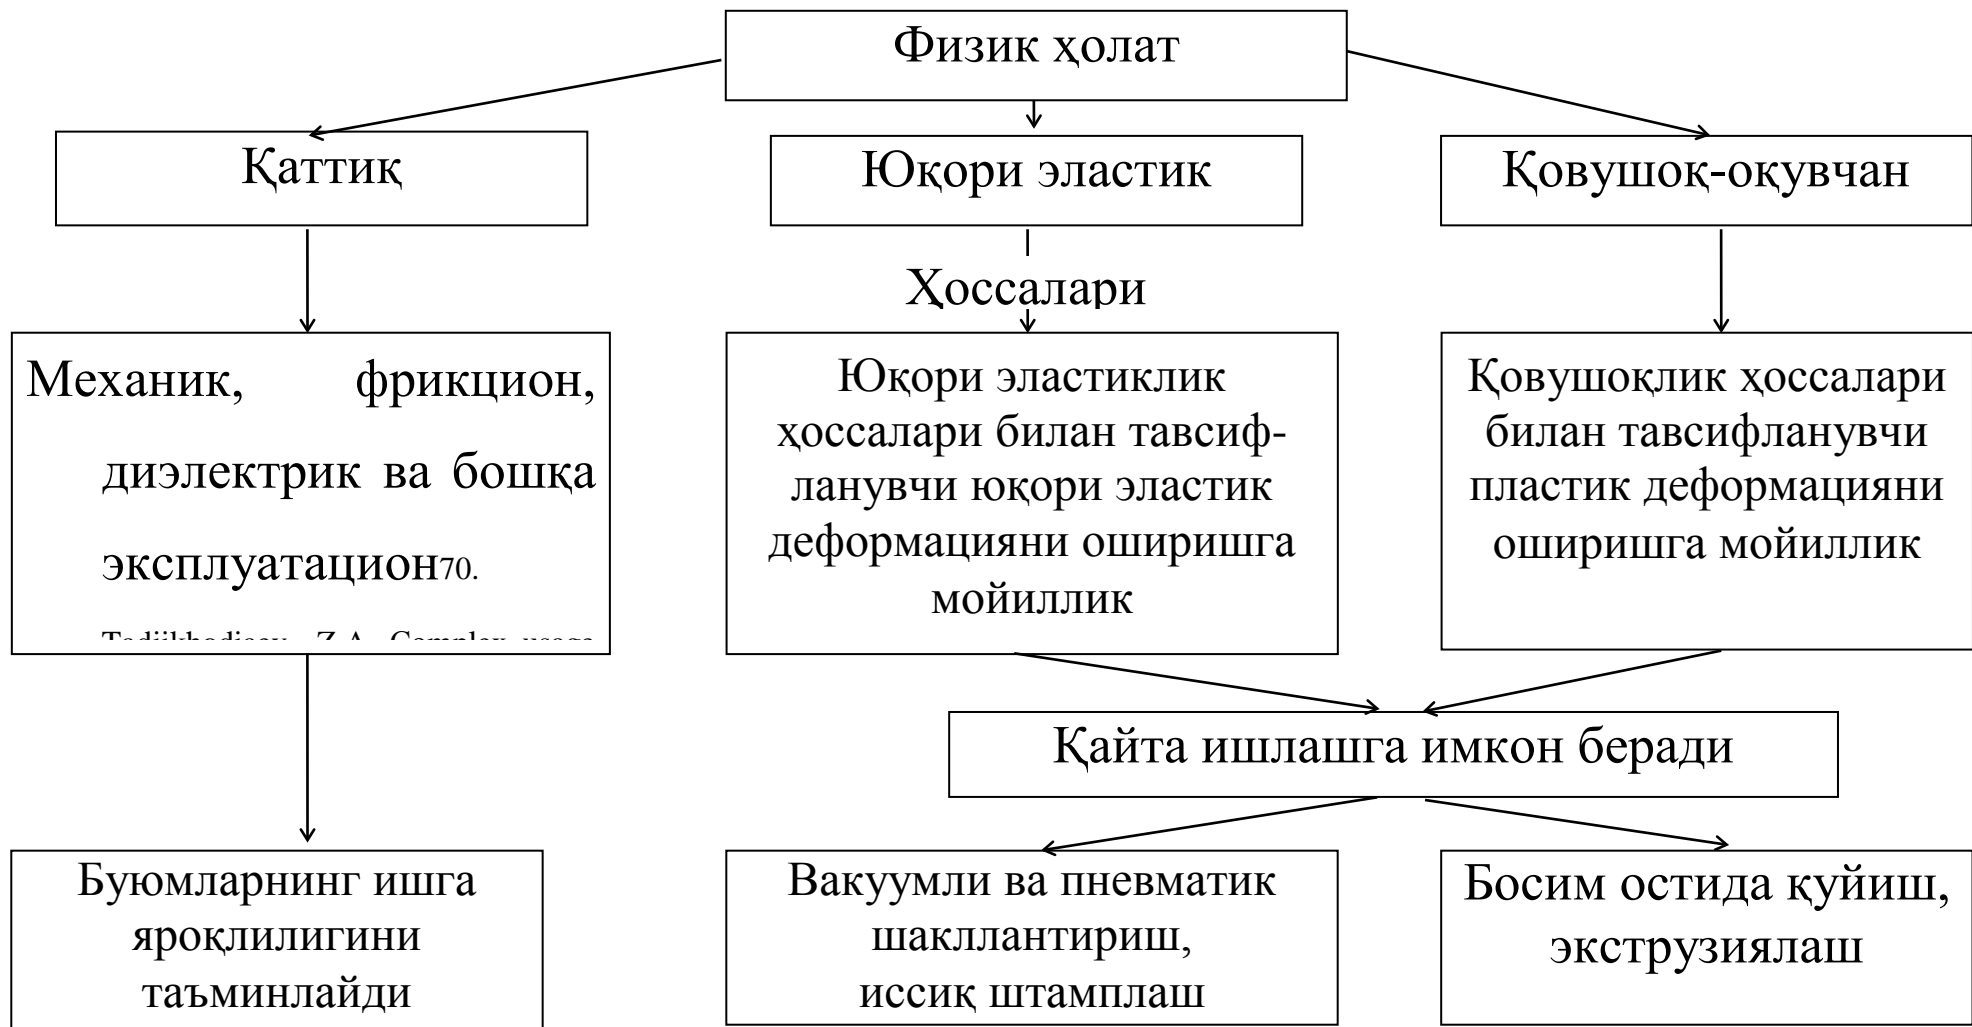 Физик ҳолат
Қаттиқ
Юқори эластик
Қовушоқ-оқувчан
Ҳоссалари
Механик, фрикцион,
диэлектрик ва бошқа
эксплуатацион70.
Юқори эластиклик
ҳоссалари билан тавсиф-
ланувчи юқори эластик
деформацияни оширишга
мойиллик
Қовушоқлик ҳоссалари
билан тавсифланувчи
пластик деформацияни
оширишга мойиллик
Қайта ишлашга имкон беради
Буюмларнинг ишга
яроқлилигини
таъминлайди
Вакуумли ва пневматик
шакллантириш,
иссиқ штамплаш
Босим остида қуйиш,
экструзиялаш